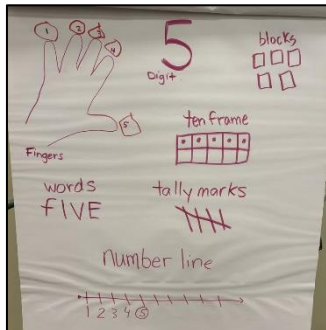 1 2 3 4 5
Fingers
5
Digit
blocks
ten frame
words
FIVE
tally marks
number line
1 2 3 4 5